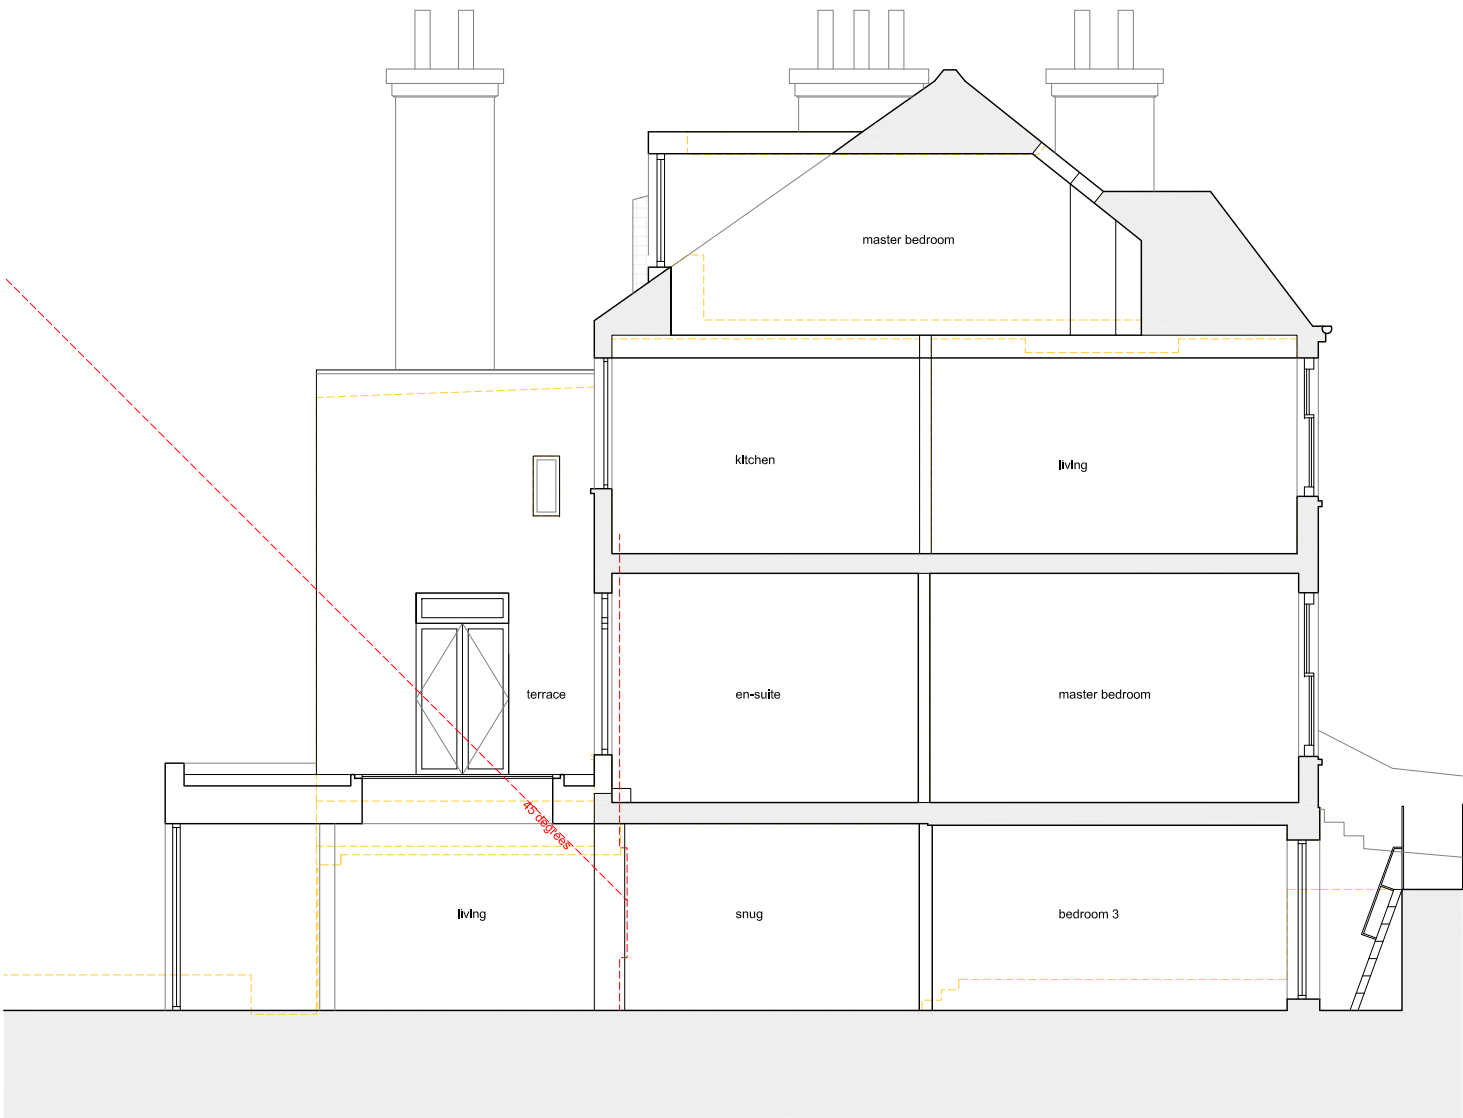 master bedroom
kitchen
living
terrace
en-suite
master bedroom
45 degrees
living
snug
bedroom 3